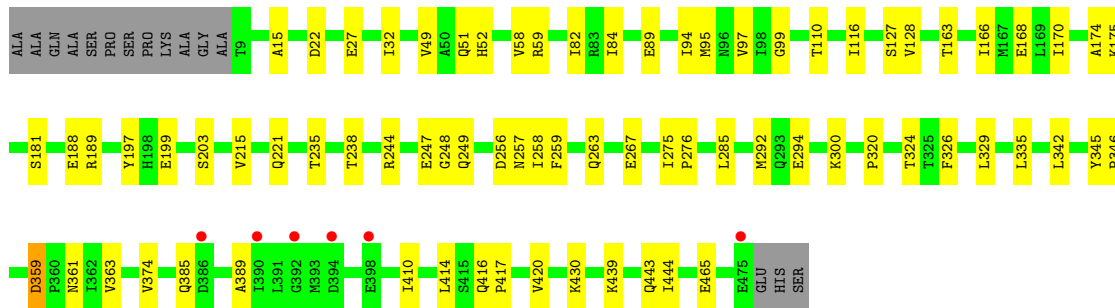 ALA ALA GLN ALA SER PRO SER PRO LYS ALA GLY ALA T9 A15 D22 E27 I32 V49 A50 Q51 H52 V58 R59 I82 R83 I84 E89 I94 M95 N96 V97 I98 G99 T110 I116 S127 V128 T163 I166 M167 E168 L169 I170 A174 K175
S181 E188 R189 Y197 H198 E199 S203 V215 Q221 T235 T238 R244 E247 G248 Q249 D256 N257 I258 F259 Q263 E267 I275 P276 L285 M292 Q293 E294 K300 P320 T324 T325 F326 L329 L335 L342 Y345
D359 P360 N361 I362 V363 V374 Q385 D386 A389 I390 L391 G392 M393 D394 E398 I410 L414 S415 Q416 P417 V420 K430 K439 Q443 I444 E465 E475 GLU HIS SER